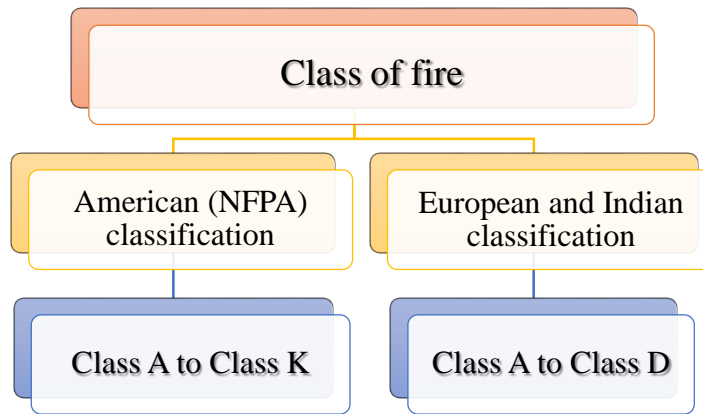 Class of fire
American (NFPA)
classification
European and Indian
classification
Class A to Class K
Class A to Class D